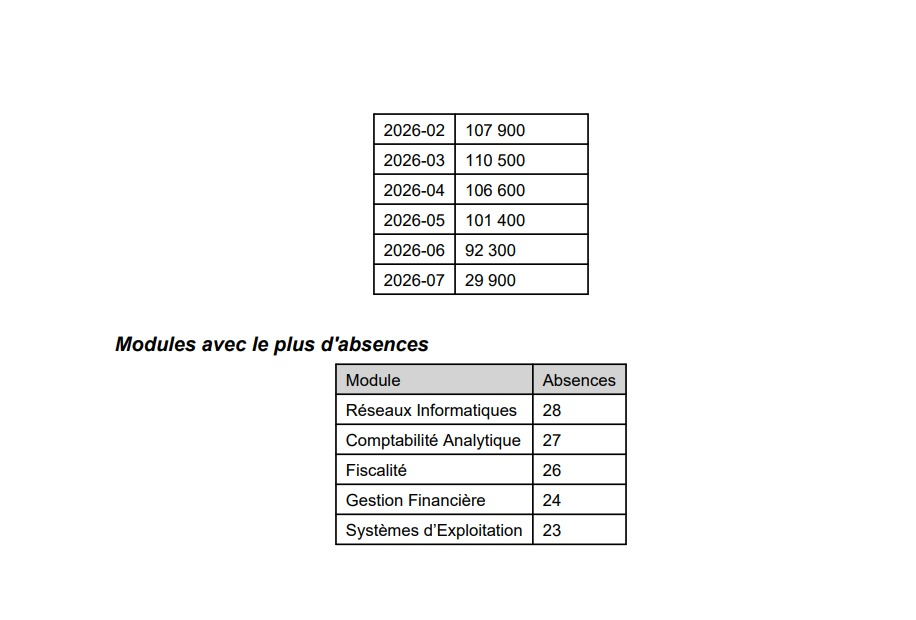 2026-02 107 900
2026-03 110 500
2026-04 106 600
2026-05 101 400
2026-06 92 300
2026-07 29 900
Modules avec le plus d'absences
Module Absences
Réseaux Informatiques 28
Comptabilité Analytique 27
Fiscalité 26
Gestion Financière 24
Systèmes d’Exploitation 23